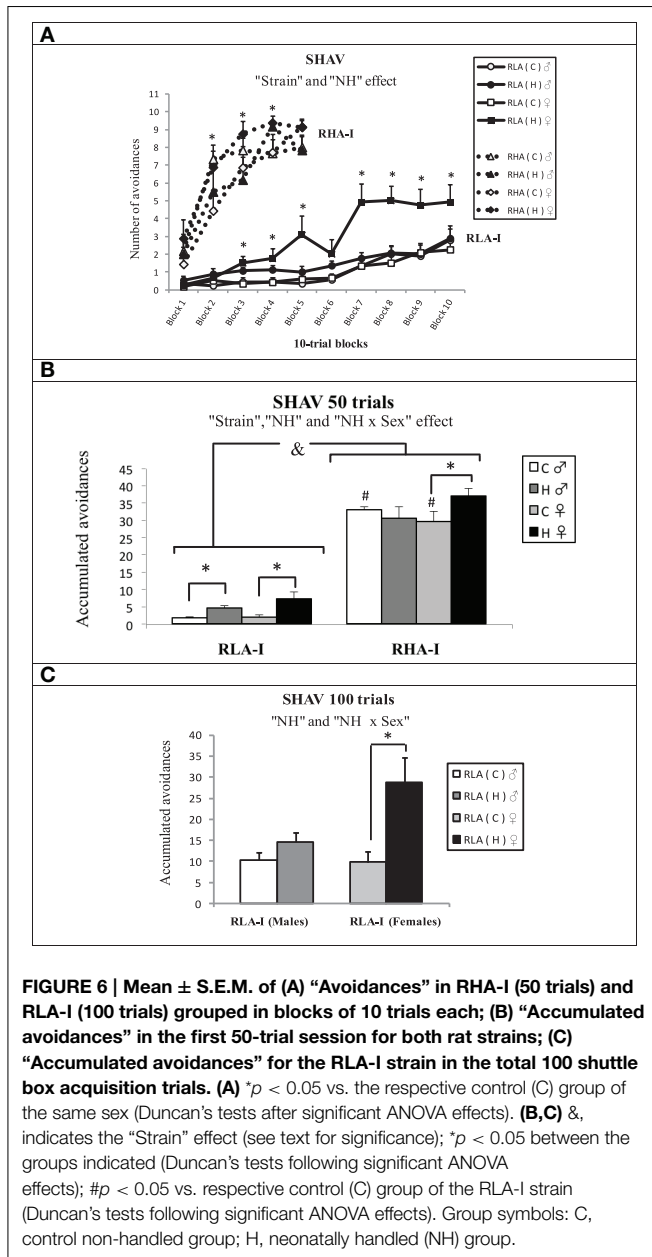 A
SHAV
"Strain" and "NH" effect
Number of avoidances
10
9
8
7
6
5
4
3
2
1
0
* * * * * * * * * *
RHA-I
RLA-I
RLA ( C ) ♂
RLA ( H ) ♂
RLA ( C ) ♀
RLA ( H ) ♀
RHA ( C ) ♂
RHA ( H ) ♂
RHA ( C ) ♀
RHA ( H ) ♀
Block 1
Block 2
Block 3
Block 4
Block 5
Block 6
Block 7
Block 8
Block 9
Block 10
10-trial blocks
B
SHAV 50 trials
"Strain","NH" and "NH x Sex" effect
&
Accumulated avoidances
45
40
35
30
25
20
15
10
5
0
* * # # *
C ♂
H ♂
C ♀
H ♀
RLA-I RHA-I
C
SHAV 100 trials
"NH" and "NH x Sex"
Accumulated avoidances
40
35
30
25
20
15
10
5
0
*
RLA ( C ) ♂
RLA ( H ) ♂
RLA ( C ) ♀
RLA ( H ) ♀
RLA-I (Males) RLA-I (Females)
FIGURE 6 | Mean ± S.E.M. of (A) “Avoidances” in RHA-I (50 trials) and
RLA-I (100 trials) grouped in blocks of 10 trials each; (B) “Accumulated
avoidances” in the first 50-trial session for both rat strains; (C)
“Accumulated avoidances” for the RLA-I strain in the total 100 shuttle
box acquisition trials. (A) *p < 0.05 vs. the respective control (C) group of
the same sex (Duncan's tests after significant ANOVA effects). (B,C) &,
indicates the “Strain” effect (see text for significance); *p < 0.05 between the
groups indicated (Duncan's tests following significant ANOVA
effects); #p < 0.05 vs. respective control (C) group of the RLA-I strain
(Duncan's tests following significant ANOVA effects). Group symbols: C,
control non-handled group; H, neonatally handled (NH) group.